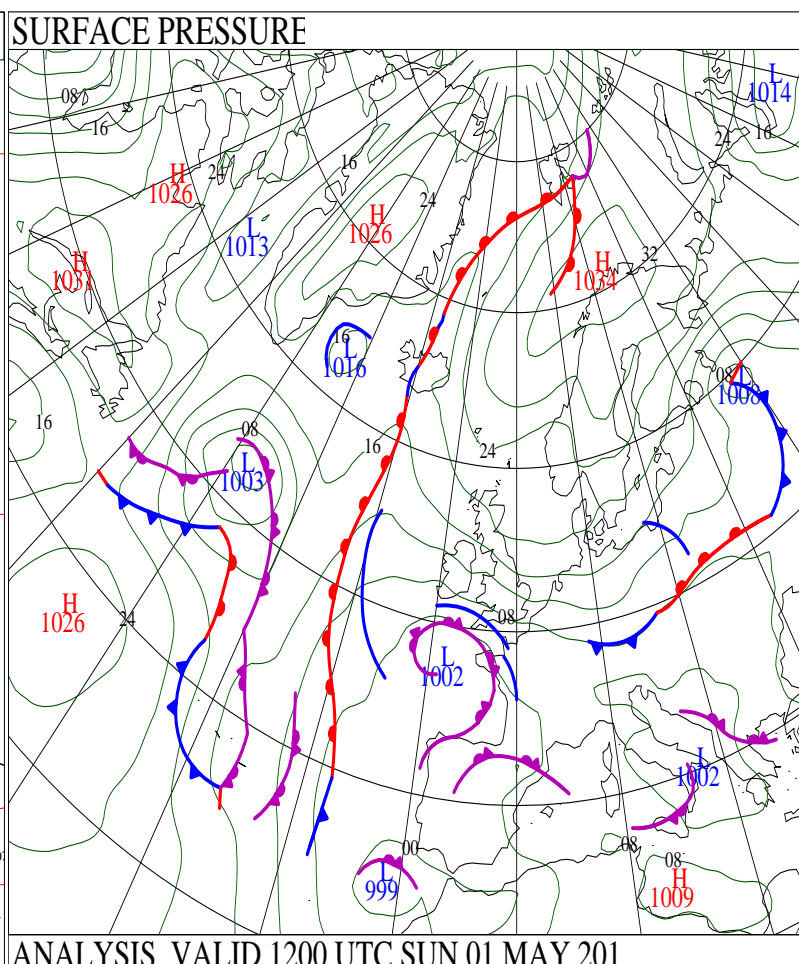 SURFACE PRESSURE
L
1014
08
16
24
16
16
H
1026
24
24
H
1026
L
1013
H
1031
32
H
1034
16
L
1016
08
L
1008
16
08
16
24
L
1003
H
1026
24
08
L
1002
L
1002
00
08
08
L
999
H
1009
ANALYSIS VALID 1200 UTC SUN 01 MAY 201